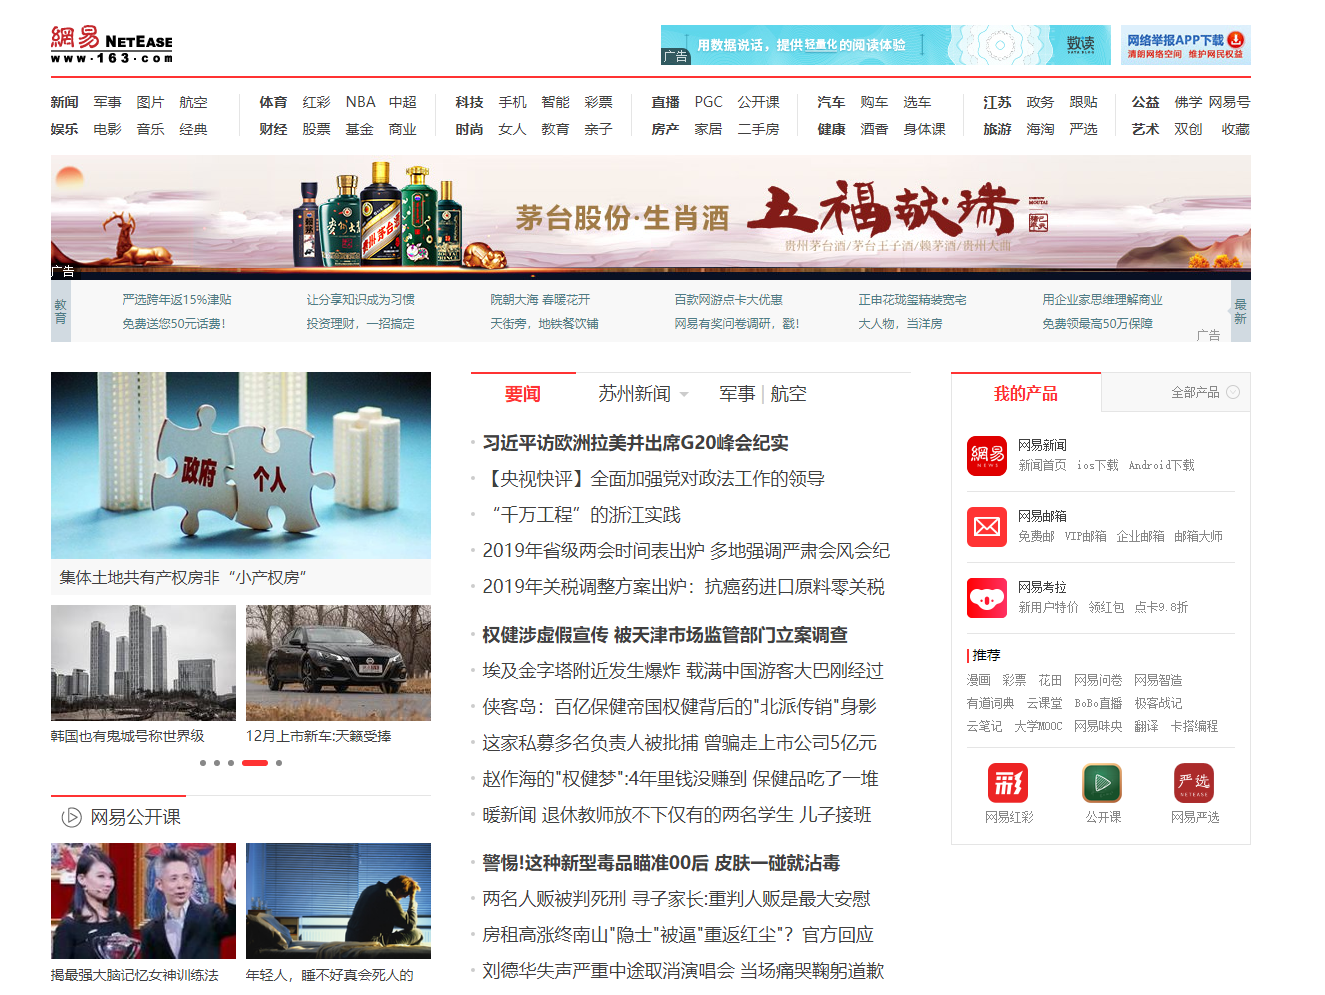 網易 NETEASE
www.163.com
用数据说话，提供轻量化的阅读体验
数读
广告
网络举报APP下载
清朗网络空间 维护网民权益
新闻 军事 图片 航空
娱乐 电影 音乐 经典
体育 红彩 NBA 中超
财经 股票 基金 商业
科技 手机 智能 彩票
时尚 女人 教育 亲子
直播 PGC 公开课
房产 家居 二手房
汽车 购车 选车
健康 酒香 身体课
江苏 政务 跟贴
旅游 海淘 严选
公益 佛学 网易号
艺术 双创 收藏
茅台股份·生肖酒
五福献瑞
贵州茅台酒/茅台王子酒/赖茅酒/贵州大曲
广告
教育
严选跨年返15%津贴
免费送您50元话费!
让分享知识成为习惯
投资理财，一招搞定
院朝大海 春暖花开
天街旁，地铁餐饮铺
百款网游点卡大优惠
网易有奖问卷调研，戳!
正申花珑玺精装宽宅
大人物，当洋房
用企业家思维理解商业
免费领最高50万保障
广告
最新
政府 个人
集体土地共有产权房非“小产权房”
韩国也有鬼城号称世界级
12月上市新车:天籁受捧
网易公开课
揭最强大脑记忆女神训练法
年轻人，睡不好真会死人的
要闻 苏州新闻 军事 | 航空
习近平访欧洲拉美并出席G20峰会纪实
【央视快评】全面加强党对政法工作的领导
“千万工程”的浙江实践
2019年省级两会时间表出炉 多地强调严肃会风会纪
2019年关税调整方案出炉：抗癌药进口原料零关税
权健涉虚假宣传 被天津市场监管部门立案调查
埃及金字塔附近发生爆炸 载满中国游客大巴刚经过
侠客岛：百亿保健帝国权健背后的"北派传销"身影
这家私募多名负责人被批捕 曾骗走上市公司5亿元
赵作海的"权健梦":4年里钱没赚到 保健品吃了一堆
暖新闻 退休教师放不下仅有的两名学生 儿子接班
警惕!这种新型毒品瞄准00后 皮肤一碰就沾毒
两名人贩被判死刑 寻子家长:重判人贩是最大安慰
房租高涨终南山"隐士"被逼"重返红尘"？官方回应
刘德华失声严重中途取消演唱会 当场痛哭鞠躬道歉
我的产品 全部产品
網易 NEWS
网易新闻
新闻首页 ios下载 Android下载
网易邮箱
免费邮 VIP邮箱 企业邮箱 邮箱大师
网易考拉
新用户特价 领红包 点卡9.8折
推荐
漫画 彩票 花田 网易问卷 网易智造
有道词典 云课堂 BoBo直播 极客战记
云笔记 大学MOOC 网易味央 翻译 卡搭编程
彩
严选 NETEASE
网易红彩 公开课 网易严选